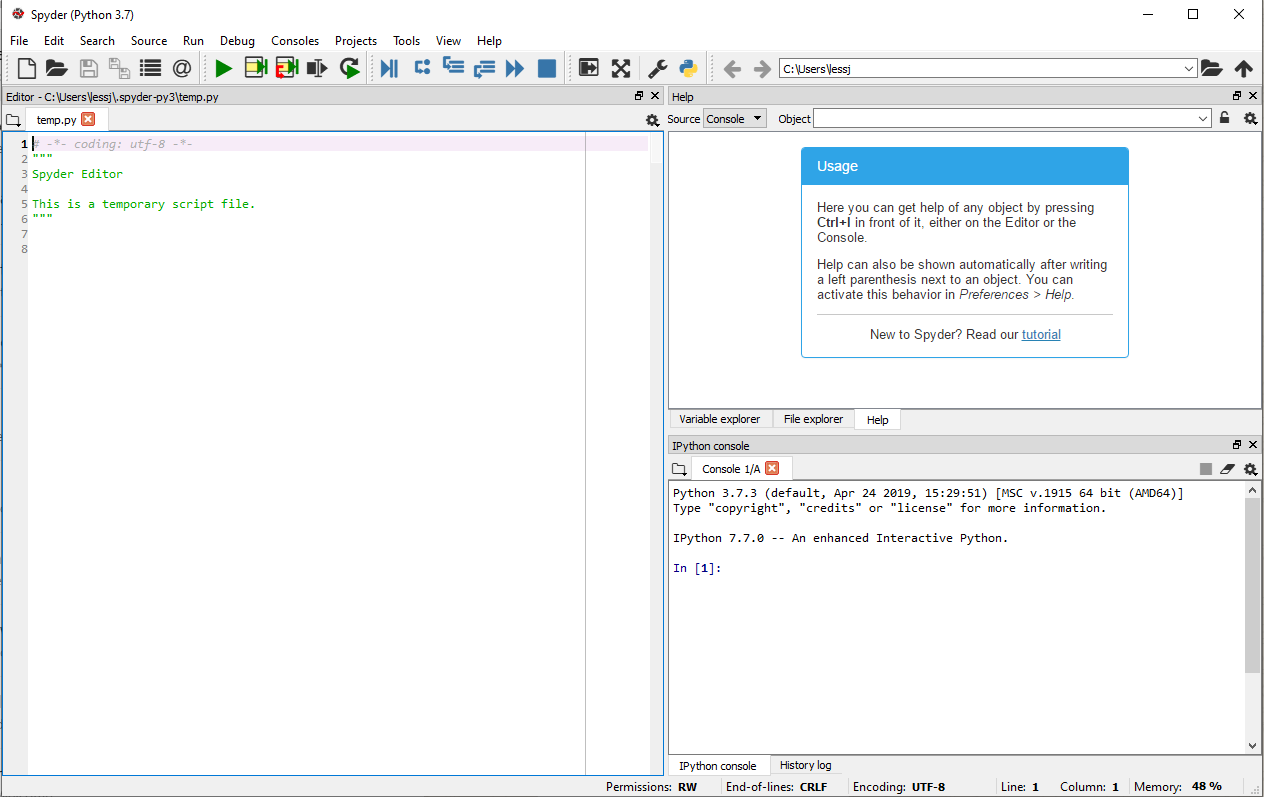 Spyder (Python 3.7)
File Edit Search Source Run Debug Consoles Projects Tools View Help
C:\Users\lessj
Editor - C:\Users\lessj\.spyder-py3\temp.py
temp.py
1 # -*- coding: utf-8 -*-
2 """
3 Spyder Editor
4
5 This is a temporary script file.
6 """
7
8
Help
Source Console Object
Usage
Here you can get help of any object by pressing
Ctrl+I in front of it, either on the Editor or the
Console.
Help can also be shown automatically after writing
a left parenthesis next to an object. You can
activate this behavior in Preferences > Help.
New to Spyder? Read our tutorial
Variable explorer File explorer Help
IPython console
Console 1/A
Python 3.7.3 (default, Apr 24 2019, 15:29:51) [MSC v.1915 64 bit (AMD64)]
Type "copyright", "credits" or "license" for more information.
IPython 7.7.0 -- An enhanced Interactive Python.
In [1]:
IPython console History log
Permissions: RW End-of-lines: CRLF Encoding: UTF-8 Line: 1 Column: 1 Memory: 48 %